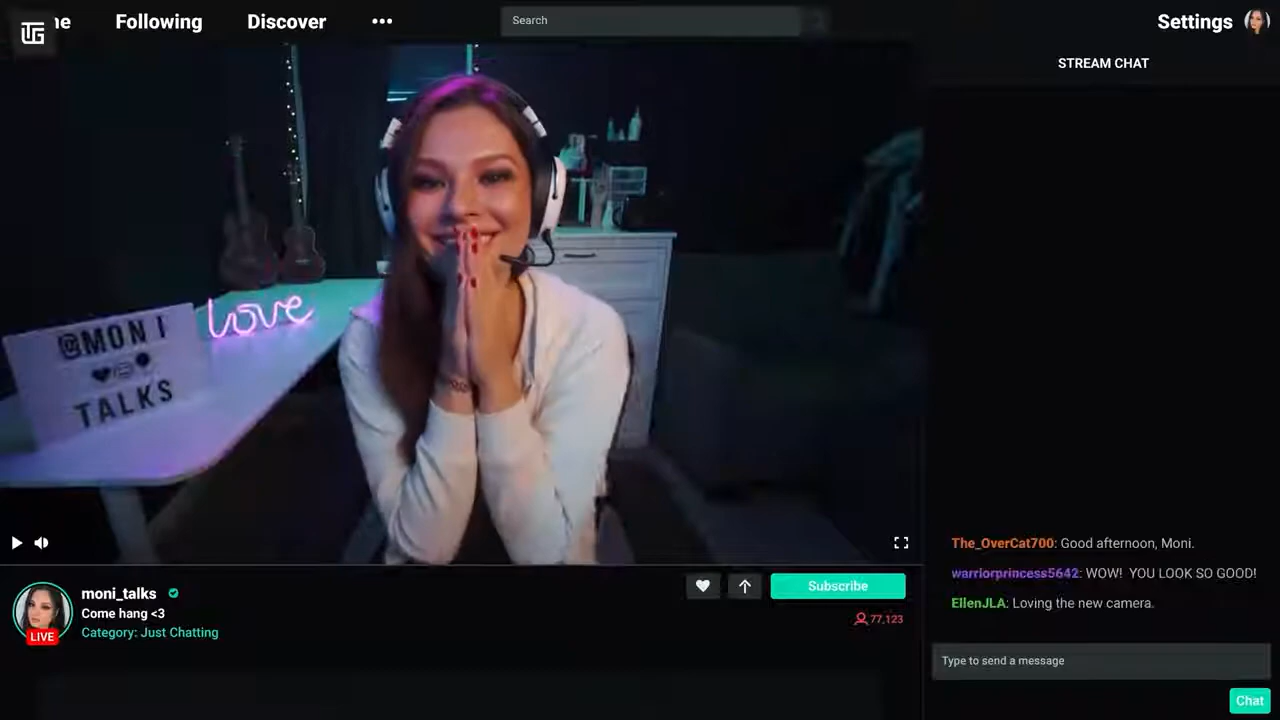 Following
Discover
•••
Search
Settings
STREAM CHAT
@MONI
TALKS
love
The_OverCat700: Good afternoon, Moni.
warriorprincess5642: WOW!  YOU LOOK SO GOOD!
EllenJLA: Loving the new camera.
moni_talks
Come hang <3
Category: Just Chatting
LIVE
Subscribe
77,123
Type to send a message
Chat